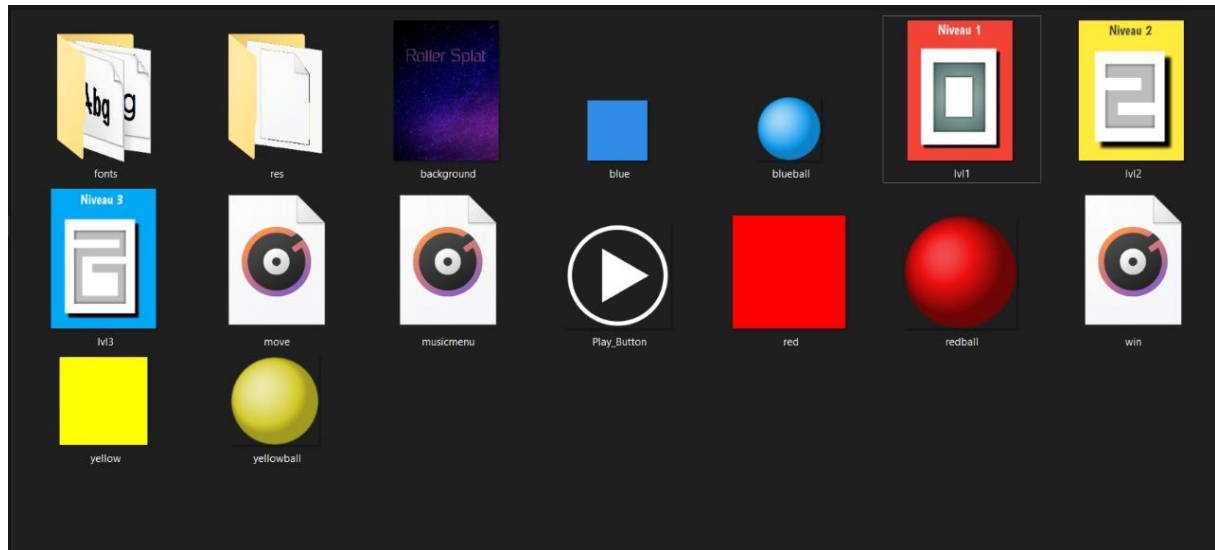 Abg
g
fonts
res
Roller Splat
background
blue
blueball
Niveau 1
lvl1
Niveau 2
lvl2
Niveau 3
lvl3
move
musicmenu
Play_Button
red
redball
win
yellow
yellowball